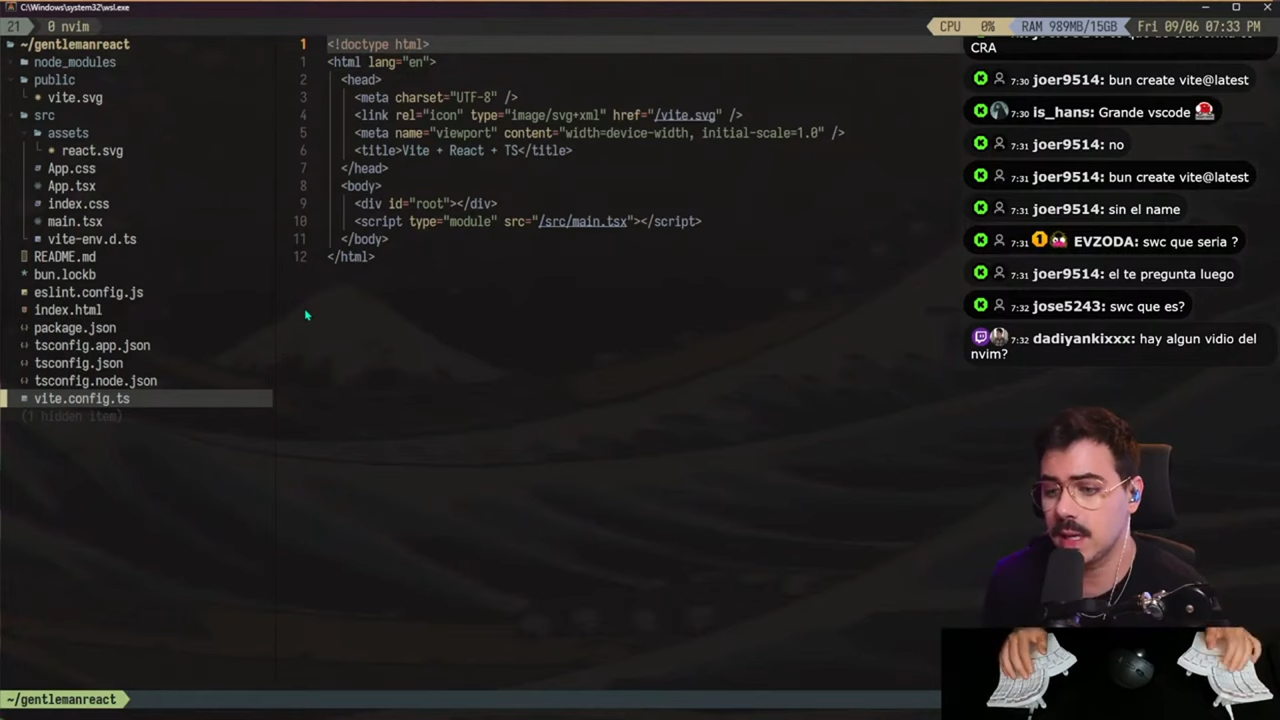 C:\Windows\system32\wsl.exe
21 0 nvim
CPU 0% RAM 989MB/15GB Fri 09/06 07:33 PM
~/gentlemanreact
node_modules
public
vite.svg
src
assets
react.svg
App.css
App.tsx
index.css
main.tsx
vite-env.d.ts
README.md
bun.lockb
eslint.config.js
index.html
package.json
tsconfig.app.json
tsconfig.json
tsconfig.node.json
vite.config.ts
(1 hidden item)
1 <!doctype html>
1 <html lang="en">
2 <head>
3 <meta charset="UTF-8" />
4 <link rel="icon" type="image/svg+xml" href="/vite.svg" />
5 <meta name="viewport" content="width=device-width, initial-scale=1.0" />
6 <title>Vite + React + TS</title>
7 </head>
8 <body>
9 <div id="root"></div>
10 <script type="module" src="/src/main.tsx"></script>
11 </body>
12 </html>
CRA
7:30 joer9514: bun create vite@latest
7:30 is_hans: Grande vscode
7:31 joer9514: no
7:31 joer9514: bun create vite@latest
7:31 joer9514: sin el name
7:31 1 EVZODA: swc que seria ?
7:31 joer9514: el te pregunta luego
7:32 jose5243: swc que es?
7:32 dadiyankixxx: hay algun vidio del
nvim?
~/gentlemanreact